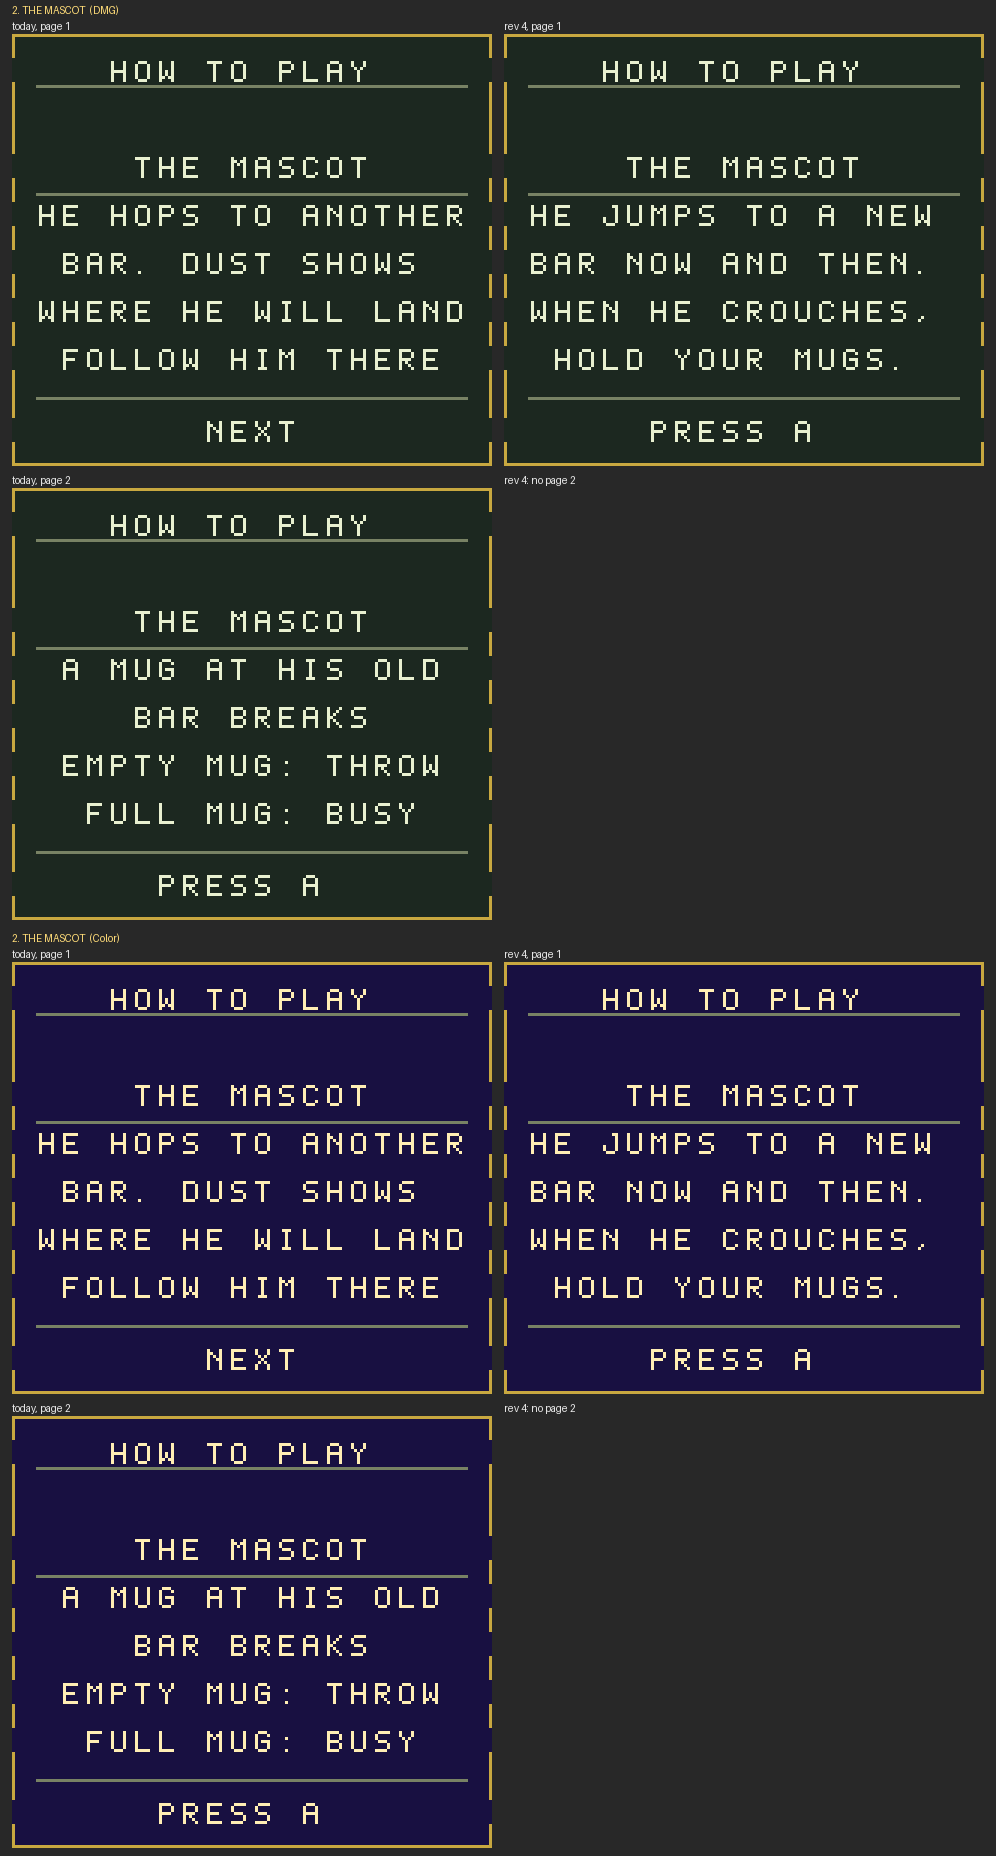 2. THE MASCOT (DMG)
today, page 1
HOW TO PLAY
THE MASCOT
HE HOPS TO ANOTHER
BAR. DUST SHOWS
WHERE HE WILL LAND
FOLLOW HIM THERE
NEXT
rev 4, page 1
HOW TO PLAY
THE MASCOT
HE JUMPS TO A NEW
BAR NOW AND THEN.
WHEN HE CROUCHES,
HOLD YOUR MUGS.
PRESS A
today, page 2
HOW TO PLAY
THE MASCOT
A MUG AT HIS OLD
BAR BREAKS
EMPTY MUG: THROW
FULL MUG: BUSY
PRESS A
rev 4: no page 2
2. THE MASCOT (Color)
today, page 1
HOW TO PLAY
THE MASCOT
HE HOPS TO ANOTHER
BAR. DUST SHOWS
WHERE HE WILL LAND
FOLLOW HIM THERE
NEXT
rev 4, page 1
HOW TO PLAY
THE MASCOT
HE JUMPS TO A NEW
BAR NOW AND THEN.
WHEN HE CROUCHES,
HOLD YOUR MUGS.
PRESS A
today, page 2
HOW TO PLAY
THE MASCOT
A MUG AT HIS OLD
BAR BREAKS
EMPTY MUG: THROW
FULL MUG: BUSY
PRESS A
rev 4: no page 2